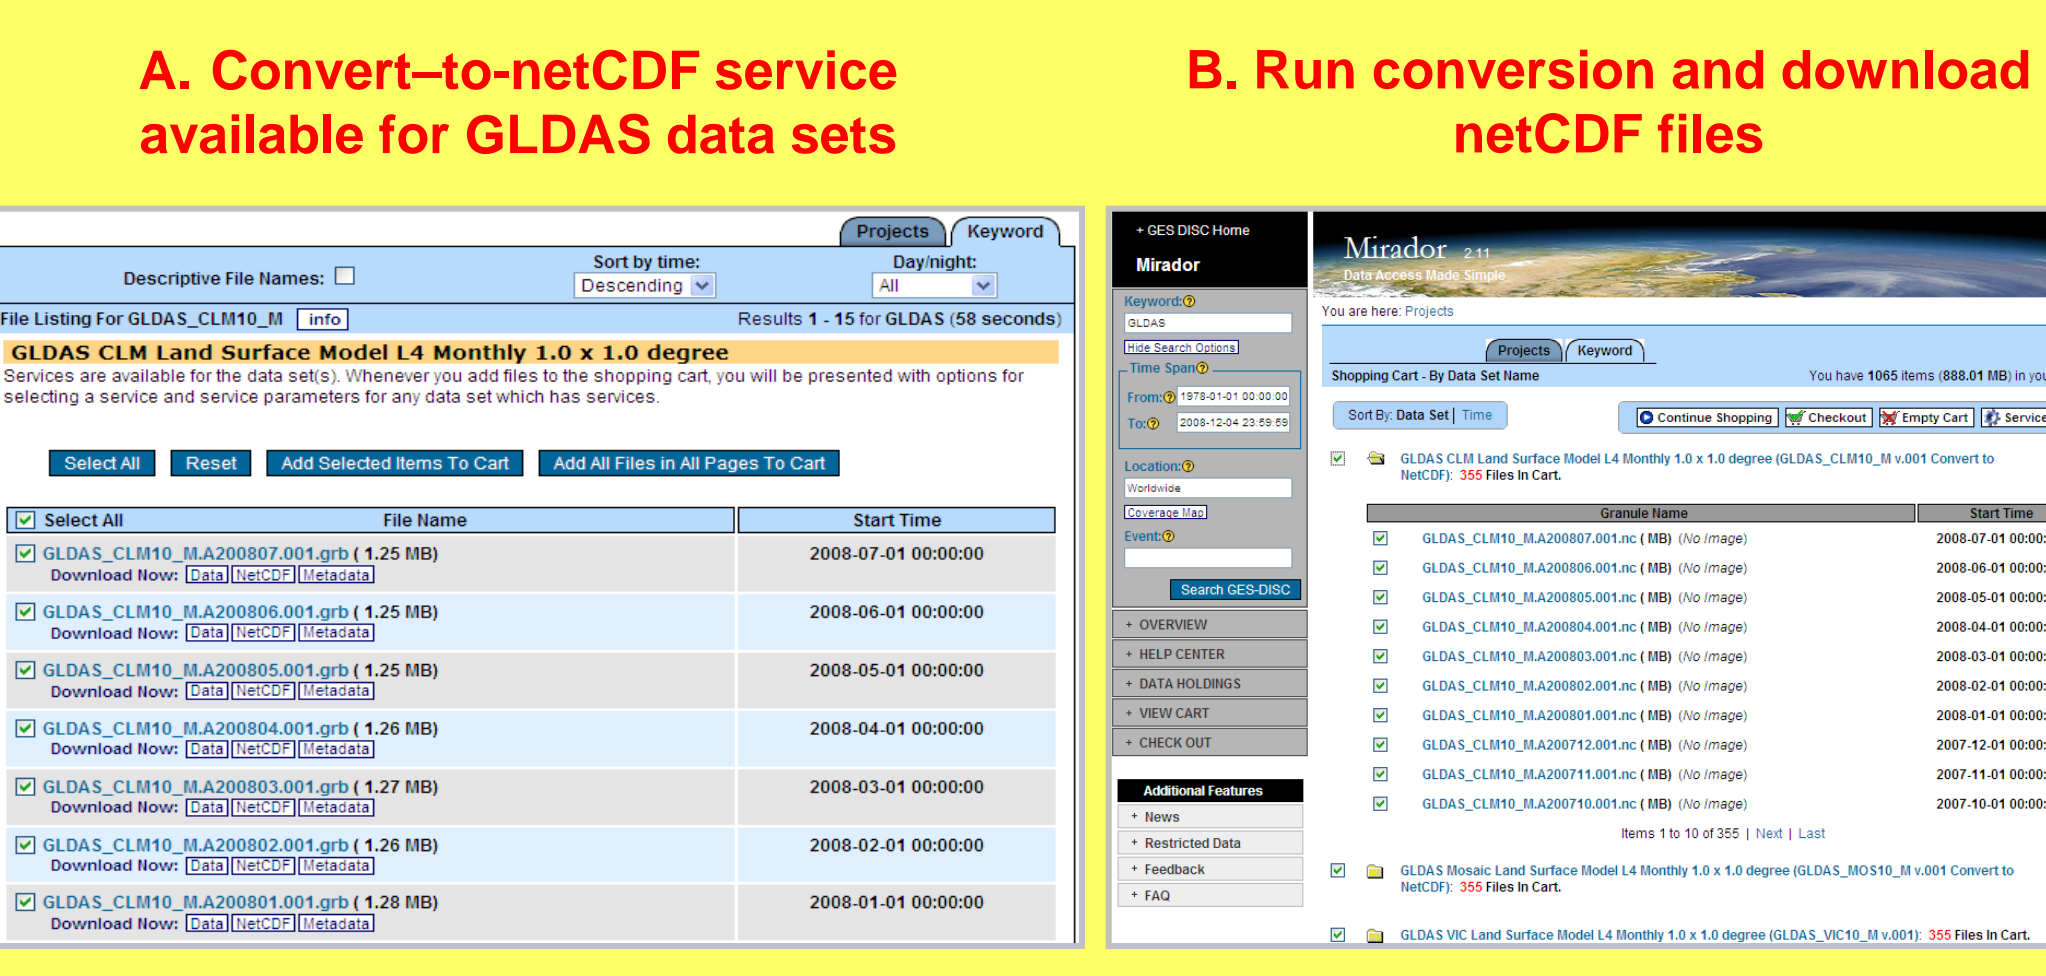 A. Convert–to-netCDF service
available for GLDAS data sets
B. Run conversion and download
netCDF files
Projects Keyword
Descriptive File Names:
Sort by time: Day/night:
Descending All
File Listing For GLDAS_CLM10_M info Results 1 - 15 for GLDAS (58 seconds)
GLDAS CLM Land Surface Model L4 Monthly 1.0 x 1.0 degree
Services are available for the data set(s). Whenever you add files to the shopping cart, you will be presented with options for
selecting a service and service parameters for any data set which has services.
Select All Reset Add Selected Items To Cart Add All Files in All Pages To Cart
Select All File Name Start Time
GLDAS_CLM10_M.A200807.001.grb ( 1.25 MB) 2008-07-01 00:00:00
Download Now: Data NetCDF Metadata
GLDAS_CLM10_M.A200806.001.grb ( 1.25 MB) 2008-06-01 00:00:00
Download Now: Data NetCDF Metadata
GLDAS_CLM10_M.A200805.001.grb ( 1.25 MB) 2008-05-01 00:00:00
Download Now: Data NetCDF Metadata
GLDAS_CLM10_M.A200804.001.grb ( 1.26 MB) 2008-04-01 00:00:00
Download Now: Data NetCDF Metadata
GLDAS_CLM10_M.A200803.001.grb ( 1.27 MB) 2008-03-01 00:00:00
Download Now: Data NetCDF Metadata
GLDAS_CLM10_M.A200802.001.grb ( 1.26 MB) 2008-02-01 00:00:00
Download Now: Data NetCDF Metadata
GLDAS_CLM10_M.A200801.001.grb ( 1.28 MB) 2008-01-01 00:00:00
Download Now: Data NetCDF Metadata
+ GES DISC Home
Mirador
Keyword:
GLDAS
Hide Search Options
Time Span
From: 1978-01-01 00:00:00
To: 2008-12-04 23:59:59
Location:
Worldwide
Coverage Map
Event:
Search GES-DISC
+ OVERVIEW
+ HELP CENTER
+ DATA HOLDINGS
+ VIEW CART
+ CHECK OUT
Additional Features
+ News
+ Restricted Data
+ Feedback
+ FAQ
Mirador 2.11
Data Access Made Simple
You are here: Projects
Projects Keyword
Shopping Cart - By Data Set Name You have 1065 items (888.01 MB) in you
Sort By: Data Set | Time Continue Shopping Checkout Empty Cart Service
GLDAS CLM Land Surface Model L4 Monthly 1.0 x 1.0 degree (GLDAS_CLM10_M v.001 Convert to
NetCDF): 355 Files In Cart.
Granule Name Start Time
GLDAS_CLM10_M.A200807.001.nc ( MB) (No Image) 2008-07-01 00:00:
GLDAS_CLM10_M.A200806.001.nc ( MB) (No Image) 2008-06-01 00:00:
GLDAS_CLM10_M.A200805.001.nc ( MB) (No Image) 2008-05-01 00:00:
GLDAS_CLM10_M.A200804.001.nc ( MB) (No Image) 2008-04-01 00:00:
GLDAS_CLM10_M.A200803.001.nc ( MB) (No Image) 2008-03-01 00:00:
GLDAS_CLM10_M.A200802.001.nc ( MB) (No Image) 2008-02-01 00:00:
GLDAS_CLM10_M.A200801.001.nc ( MB) (No Image) 2008-01-01 00:00:
GLDAS_CLM10_M.A200712.001.nc ( MB) (No Image) 2007-12-01 00:00:
GLDAS_CLM10_M.A200711.001.nc ( MB) (No Image) 2007-11-01 00:00:
GLDAS_CLM10_M.A200710.001.nc ( MB) (No Image) 2007-10-01 00:00:
Items 1 to 10 of 355 | Next | Last
GLDAS Mosaic Land Surface Model L4 Monthly 1.0 x 1.0 degree (GLDAS_MOS10_M v.001 Convert to
NetCDF): 355 Files In Cart.
GLDAS VIC Land Surface Model L4 Monthly 1.0 x 1.0 degree (GLDAS_VIC10_M v.001): 355 Files In Cart.